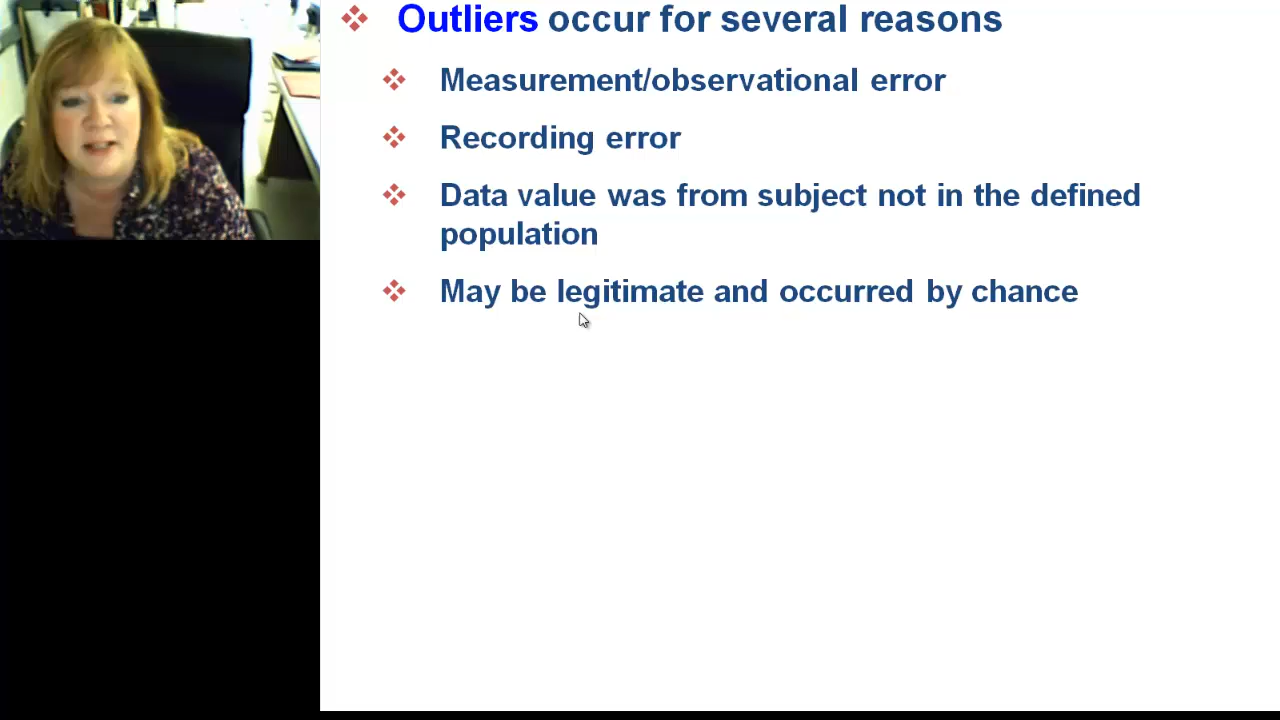 Outliers occur for several reasons
Measurement/observational error
Recording error
Data value was from subject not in the defined
population
May be legitimate and occurred by chance